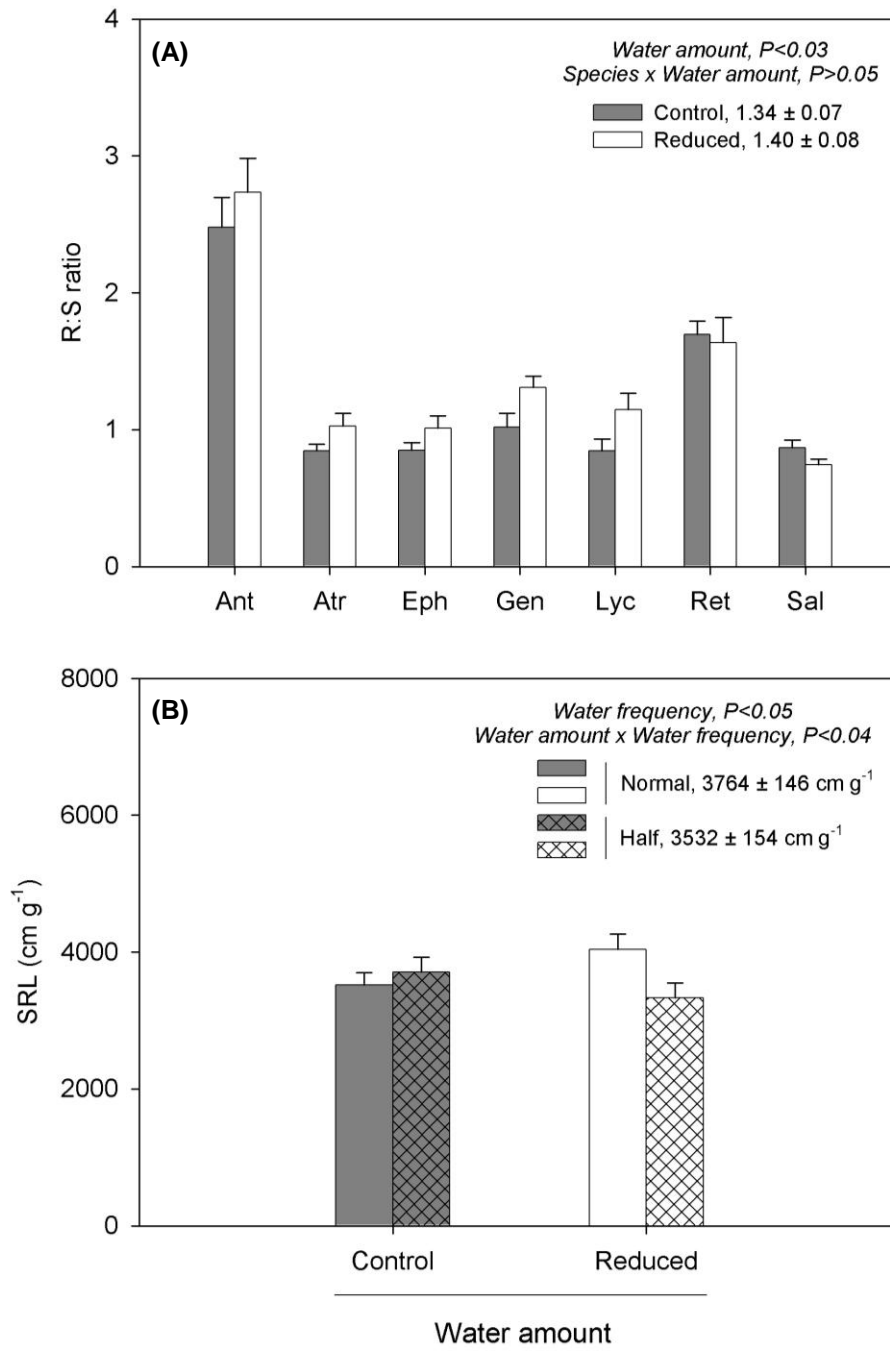 (A)
Water amount, P<0.03
Species x Water amount, P>0.05
Control, 1.34 ± 0.07
Reduced, 1.40 ± 0.08
4
3
2
1
0
R:S ratio
Ant Atr Eph Gen Lyc Ret Sal
(B)
Water frequency, P<0.05
Water amount x Water frequency, P<0.04
Normal, 3764 ± 146 cm g⁻¹
Half, 3532 ± 154 cm g⁻¹
8000
6000
4000
2000
0
SRL (cm g⁻¹)
Control Reduced
Water amount